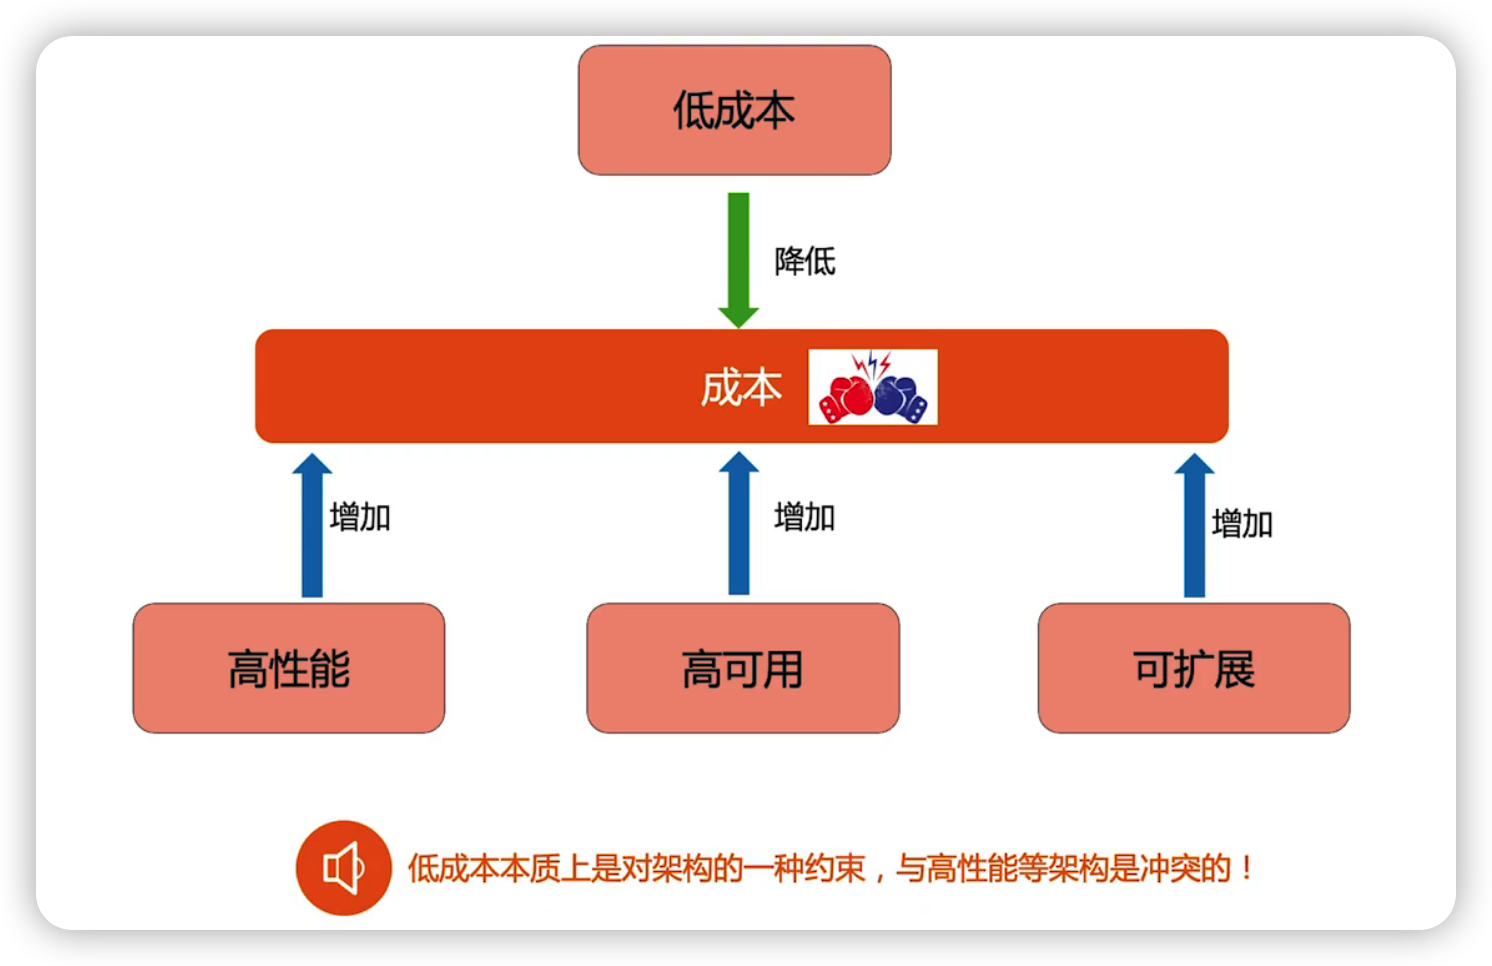 低成本
降低
成本
增加
增加
增加
高性能
高可用
可扩展
低成本本质上是对架构的一种约束，与高性能等架构是冲突的！